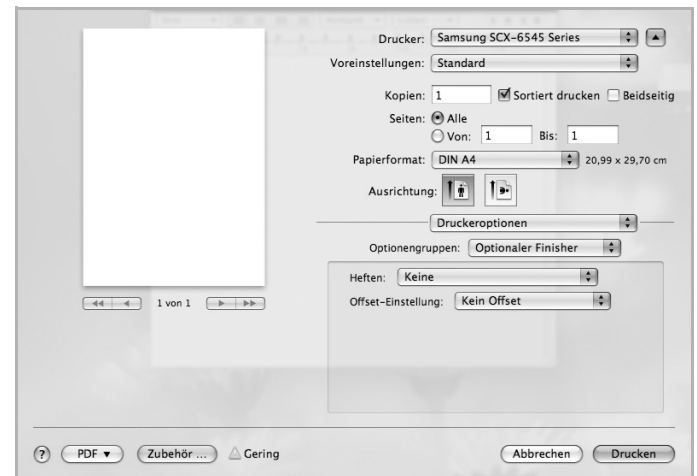 Drucker: Samsung SCX-6545 Series
Voreinstellungen: Standard
Kopien: 1 Sortiert drucken Beidseitig
Seiten: Alle
Von: 1 Bis: 1
Papierformat: DIN A4 20,99 x 29,70 cm
Ausrichtung:
Druckeroptionen
Optionengruppen: Optionaler Finisher
Heften: Keine
Offset-Einstellung: Kein Offset
1 von 1
? PDF Zubehör ... Gering Abbrechen Drucken